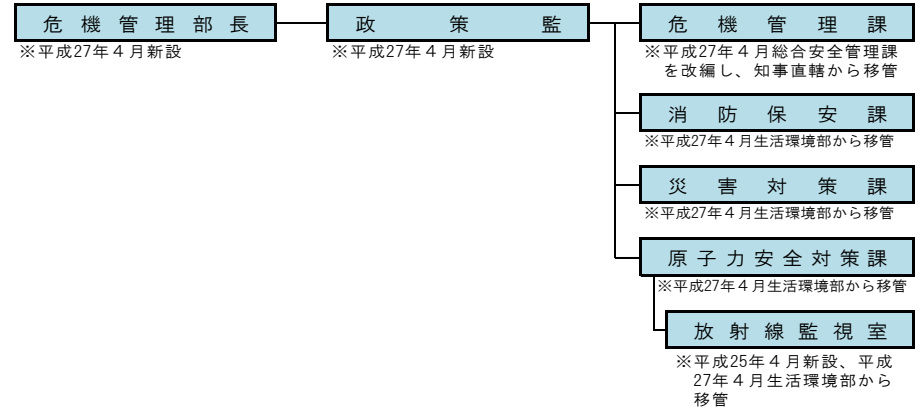 危機管理部長
※平成27年４月新設
政策監
※平成27年４月新設
危機管理課
※平成27年４月総合安全管理課
を改編し、知事直轄から移管
消防保安課
※平成27年４月生活環境部から移管
災害対策課
※平成27年４月生活環境部から移管
原子力安全対策課
※平成27年４月生活環境部から移管
放射線監視室
※平成25年４月新設、平成
27年４月生活環境部から
移管